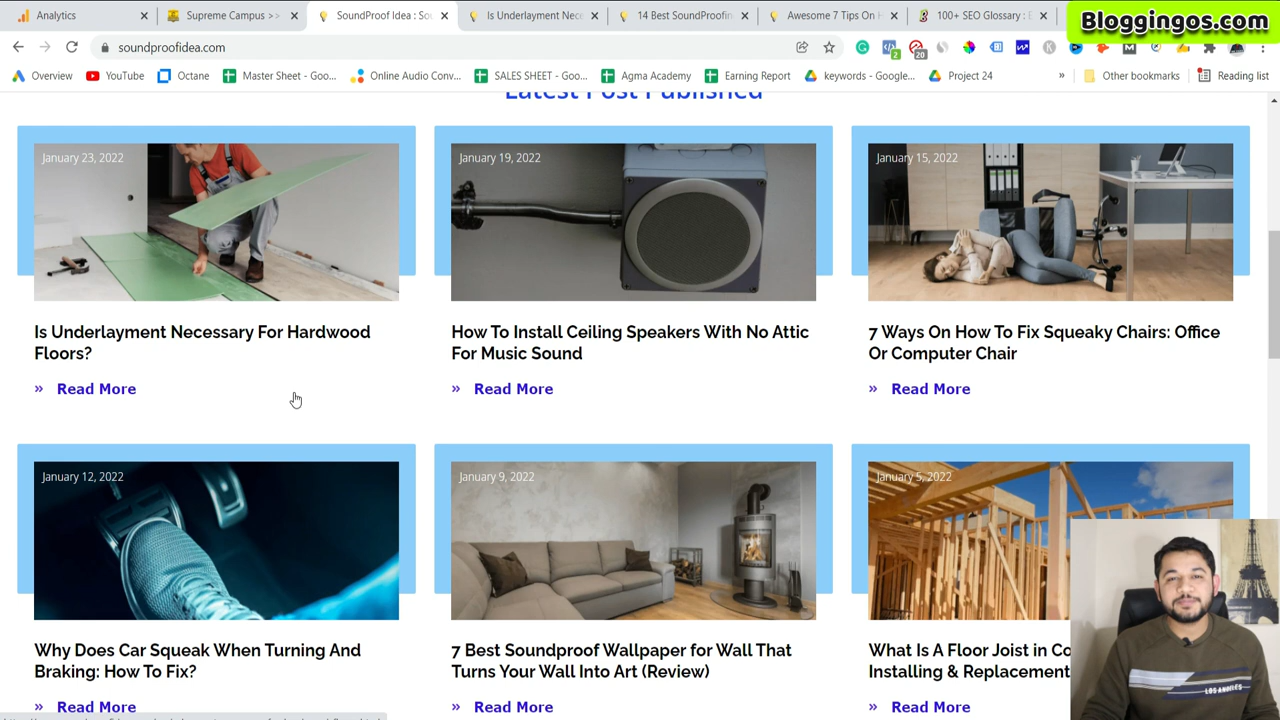 Analytics
Supreme Campus >>
SoundProof Idea : Sou
Is Underlayment Nece
14 Best SoundProofin
Awesome 7 Tips On H
100+ SEO Glossary : E
Bloggingos.com
soundproofidea.com
2
20
Overview
YouTube
Octane
Master Sheet - Goo...
Online Audio Conv...
SALES SHEET - Goo...
Agma Academy
Earning Report
keywords - Google...
Project 24
»
Other bookmarks
Reading list
Latest Post Published
January 23, 2022
January 19, 2022
January 15, 2022
Is Underlayment Necessary For Hardwood
Floors?
» Read More
How To Install Ceiling Speakers With No Attic
For Music Sound
» Read More
7 Ways On How To Fix Squeaky Chairs: Office
Or Computer Chair
» Read More
January 12, 2022
January 9, 2022
January 5, 2022
Why Does Car Squeak When Turning And
Braking: How To Fix?
Read More
7 Best Soundproof Wallpaper for Wall That
Turns Your Wall Into Art (Review)
Read More
What Is A Floor Joist in Co
Installing & Replacement
Read More
LOS ANGELES